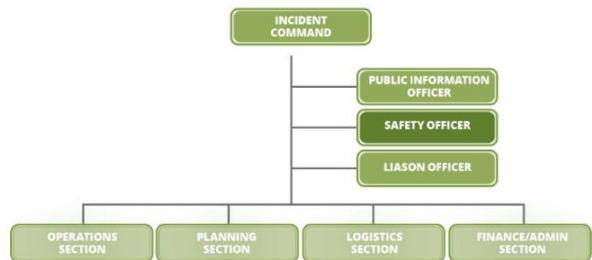 INCIDENT
COMMAND
PUBLIC INFORMATION
OFFICER
SAFETY OFFICER
LIASON OFFICER
OPERATIONS
SECTION
PLANNING
SECTION
LOGISTICS
SECTION
FINANCE/ADMIN
SECTION